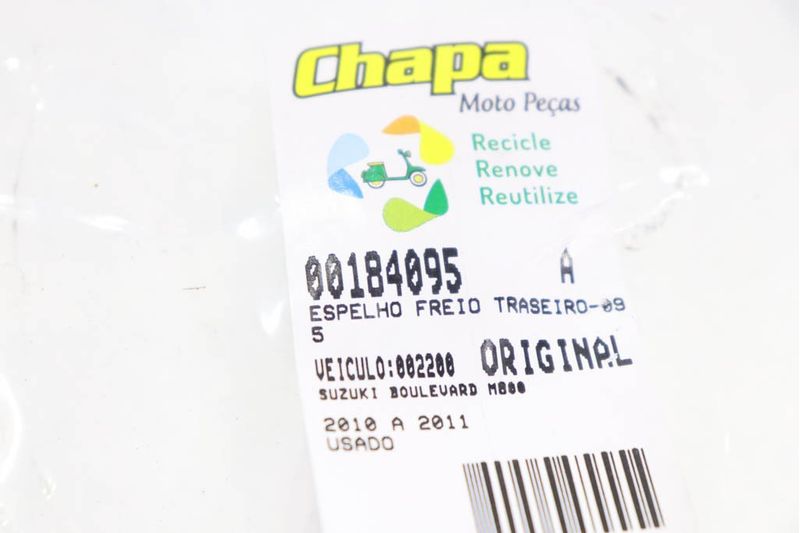 Chapa
Moto Peças
Recicle
Renove
Reutilize
00184095 A
ESPELHO FREIO TRASEIRO-09
5
VEICULO:002200 ORIGINAL
SUZUKI BOULEVARD M800
2010 A 2011
USADO